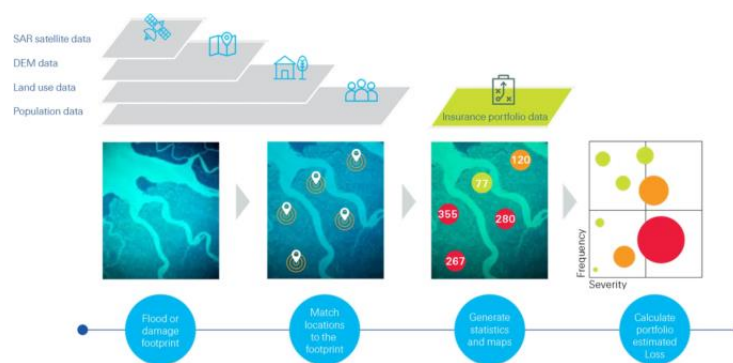 SAR satellite data
DEM data
Land use data
Population data
Insurance portfolio data
120
77
355
280
267
Frequency
Severity
Flood or
damage
footprint
Match
locations to
the footprint
Generate
statistics
and maps
Calculate
portfolio
estimated
Loss